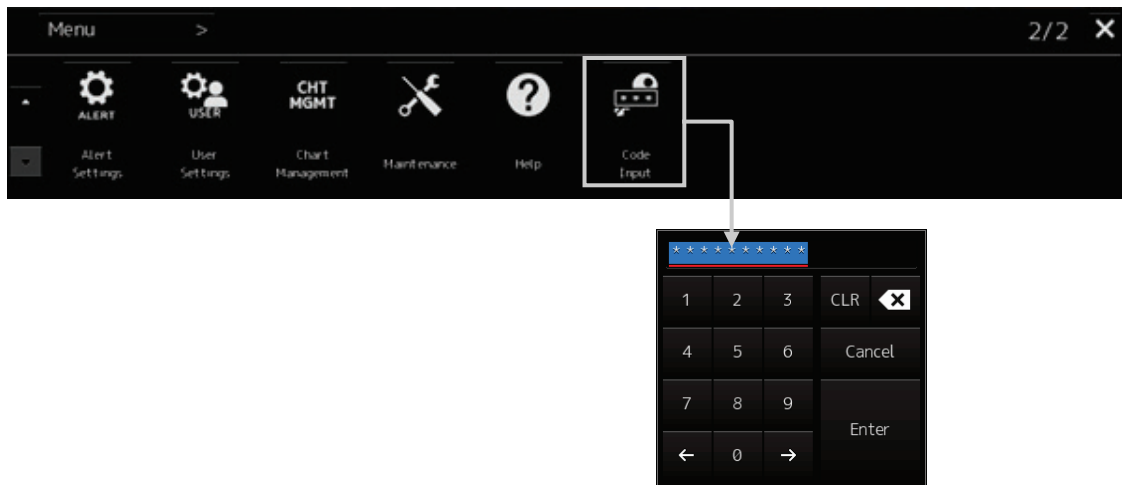 Menu > 2/2
ALERT USER CHT MGMT ?
Alert Settings User Settings Chart Management Maintenance Help Code Input
* * * * * * * * * *
1 2 3 CLR
4 5 6 Cancel
7 8 9 Enter
← 0 →